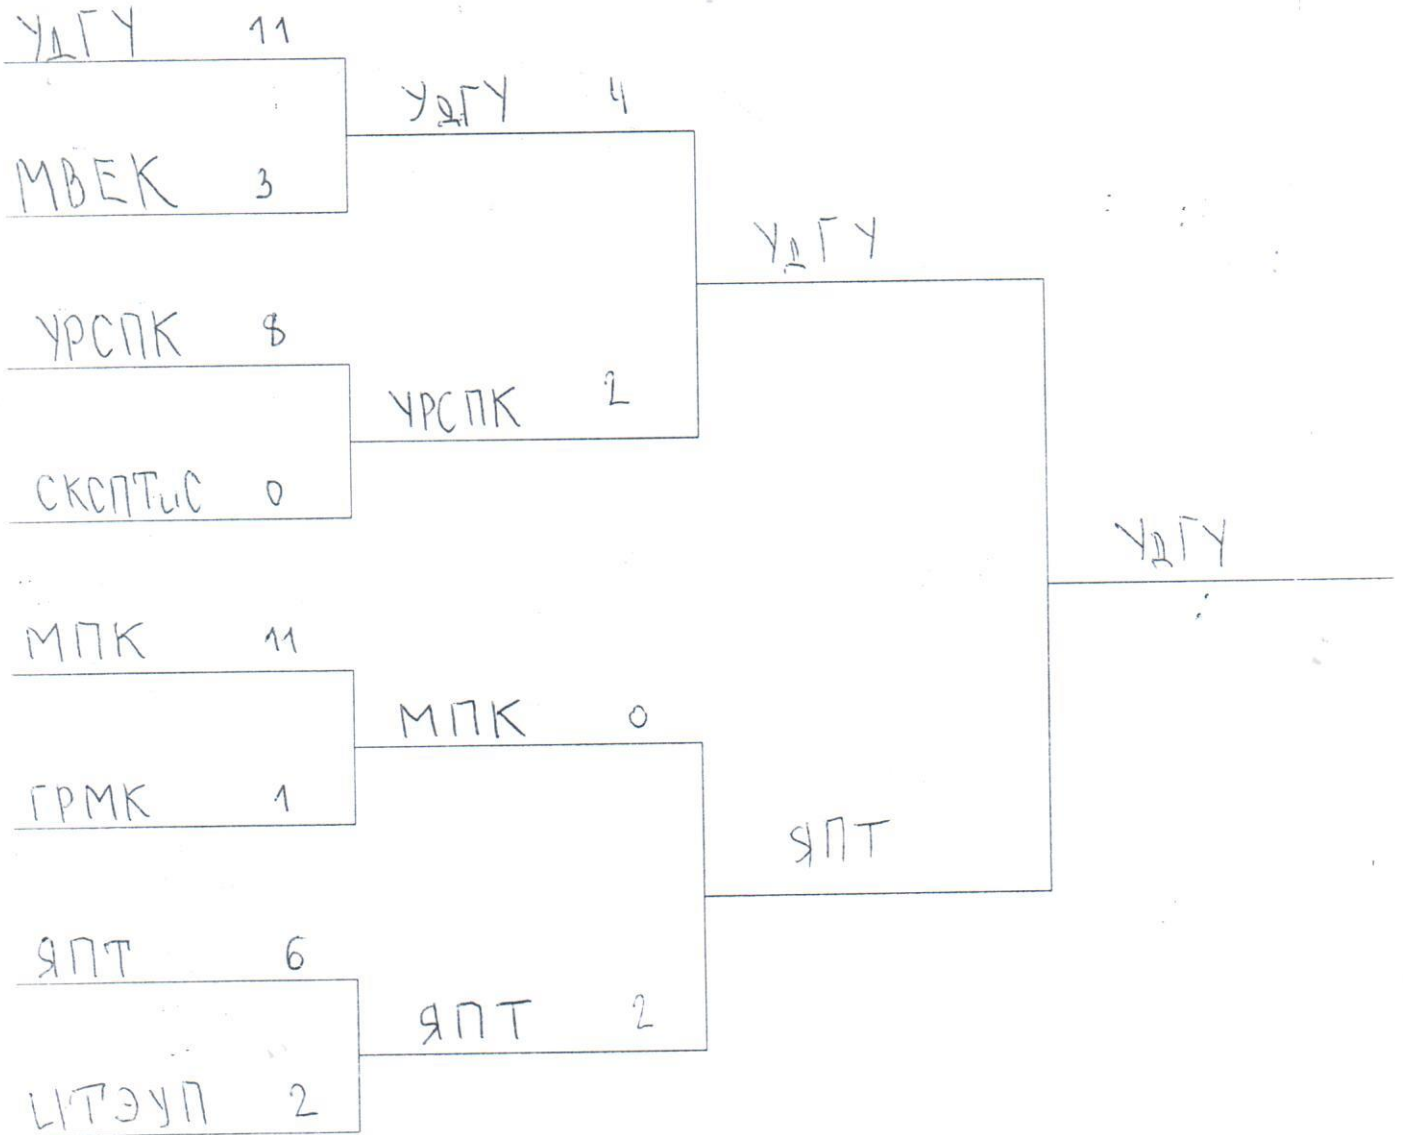 УдГУ 11
МВЕК 3
УРСПК 8
СКСПТиС 0
МПК 11
ГРМК 1
ЯПТ 6
ЦТЭУП 2
УдГУ 4
УРСПК 2
МПК 0
ЯПТ 2
УдГУ
ЯПТ
УдГУ